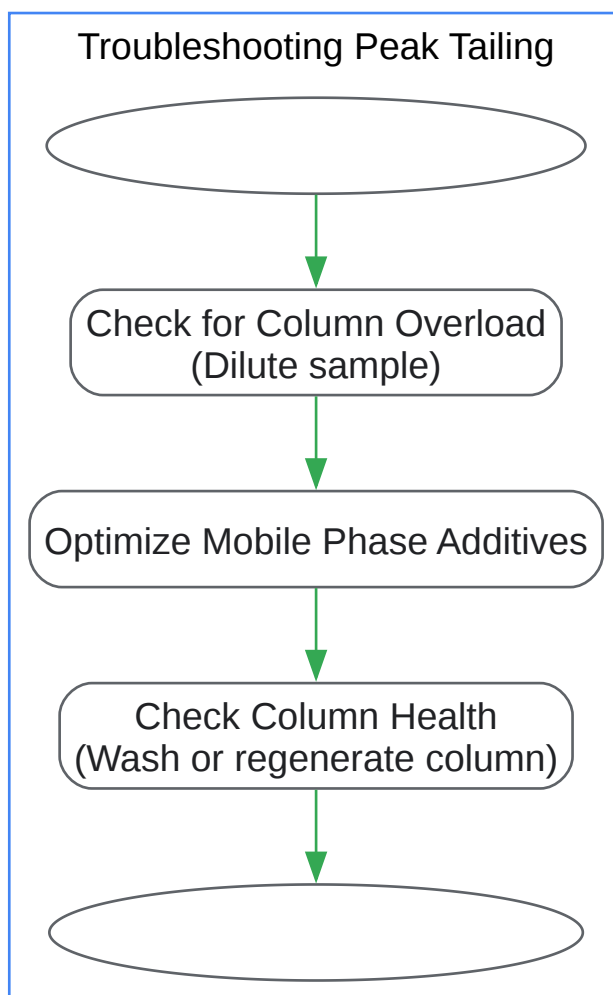 Troubleshooting Peak Tailing
Check for Column Overload
(Dilute sample)
Optimize Mobile Phase Additives
Check Column Health
(Wash or regenerate column)